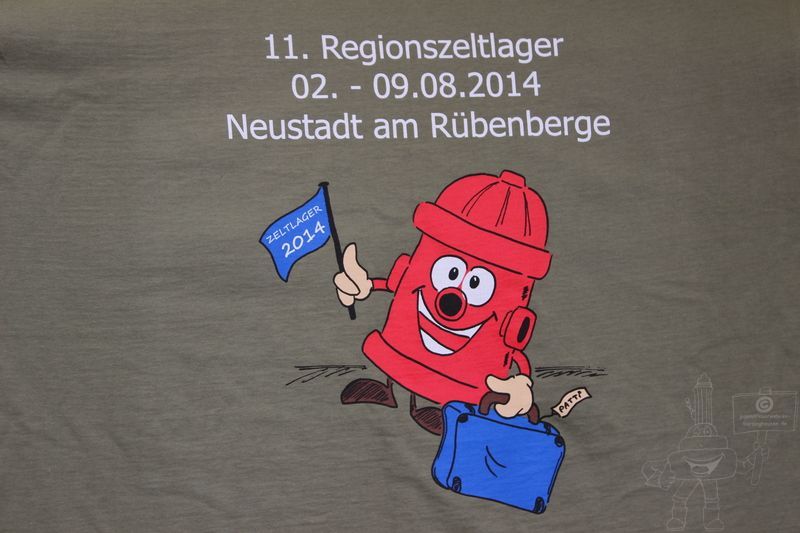 11. Regionszeltlager
02. - 09.08.2014
Neustadt am Rübenberge
ZELTLAGER
2014
PATTI